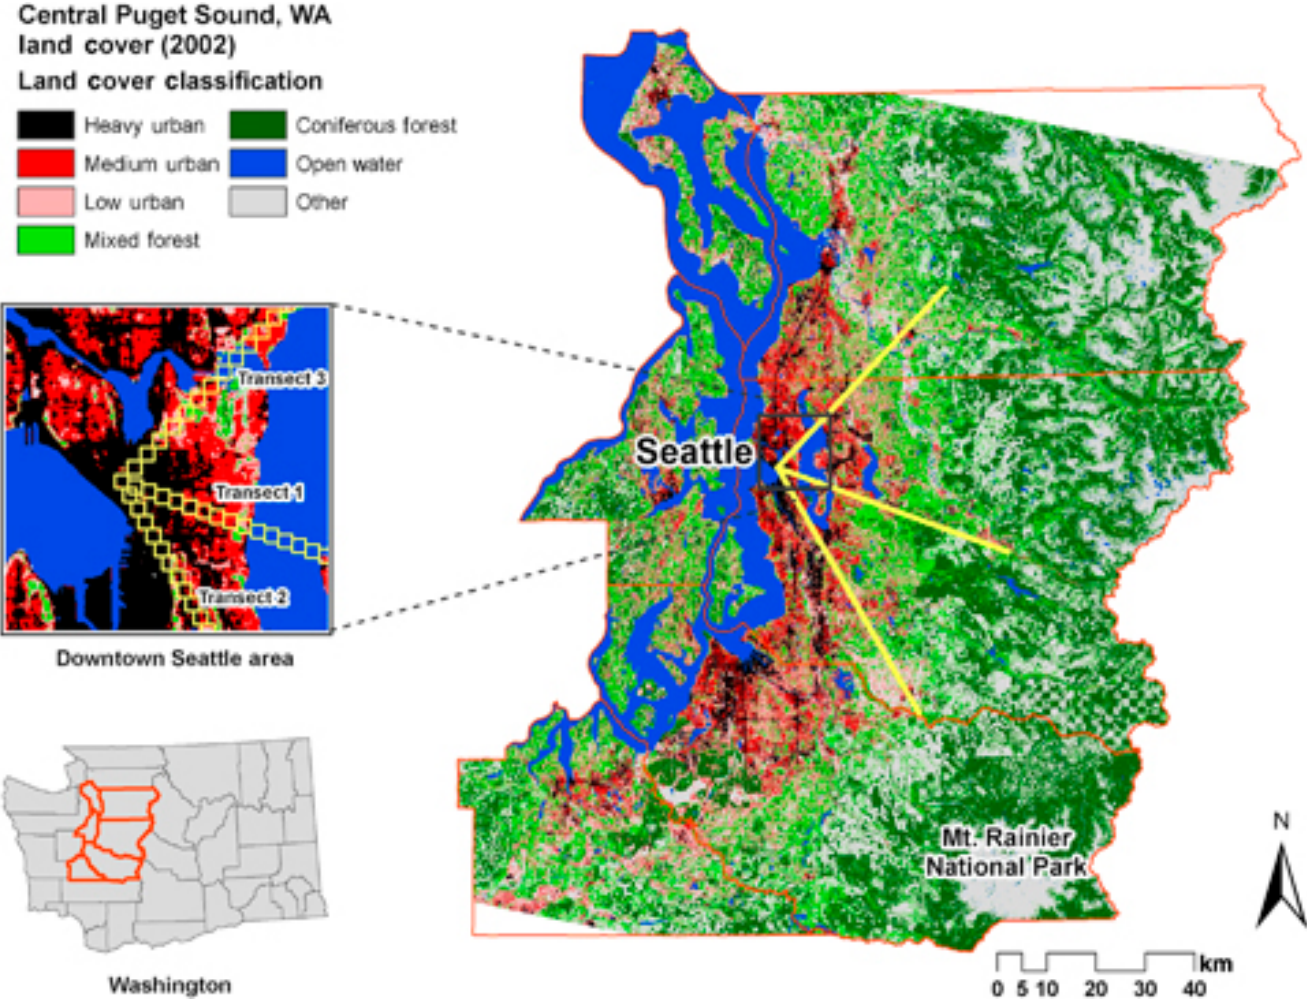 Central Puget Sound, WA
land cover (2002)
Land cover classification
Heavy urban
Coniferous forest
Medium urban
Open water
Low urban
Other
Mixed forest
Transect 3
Transect 1
Transect 2
Downtown Seattle area
Seattle
Mt. Rainier
National Park
Washington
N
km
0 5 10 20 30 40